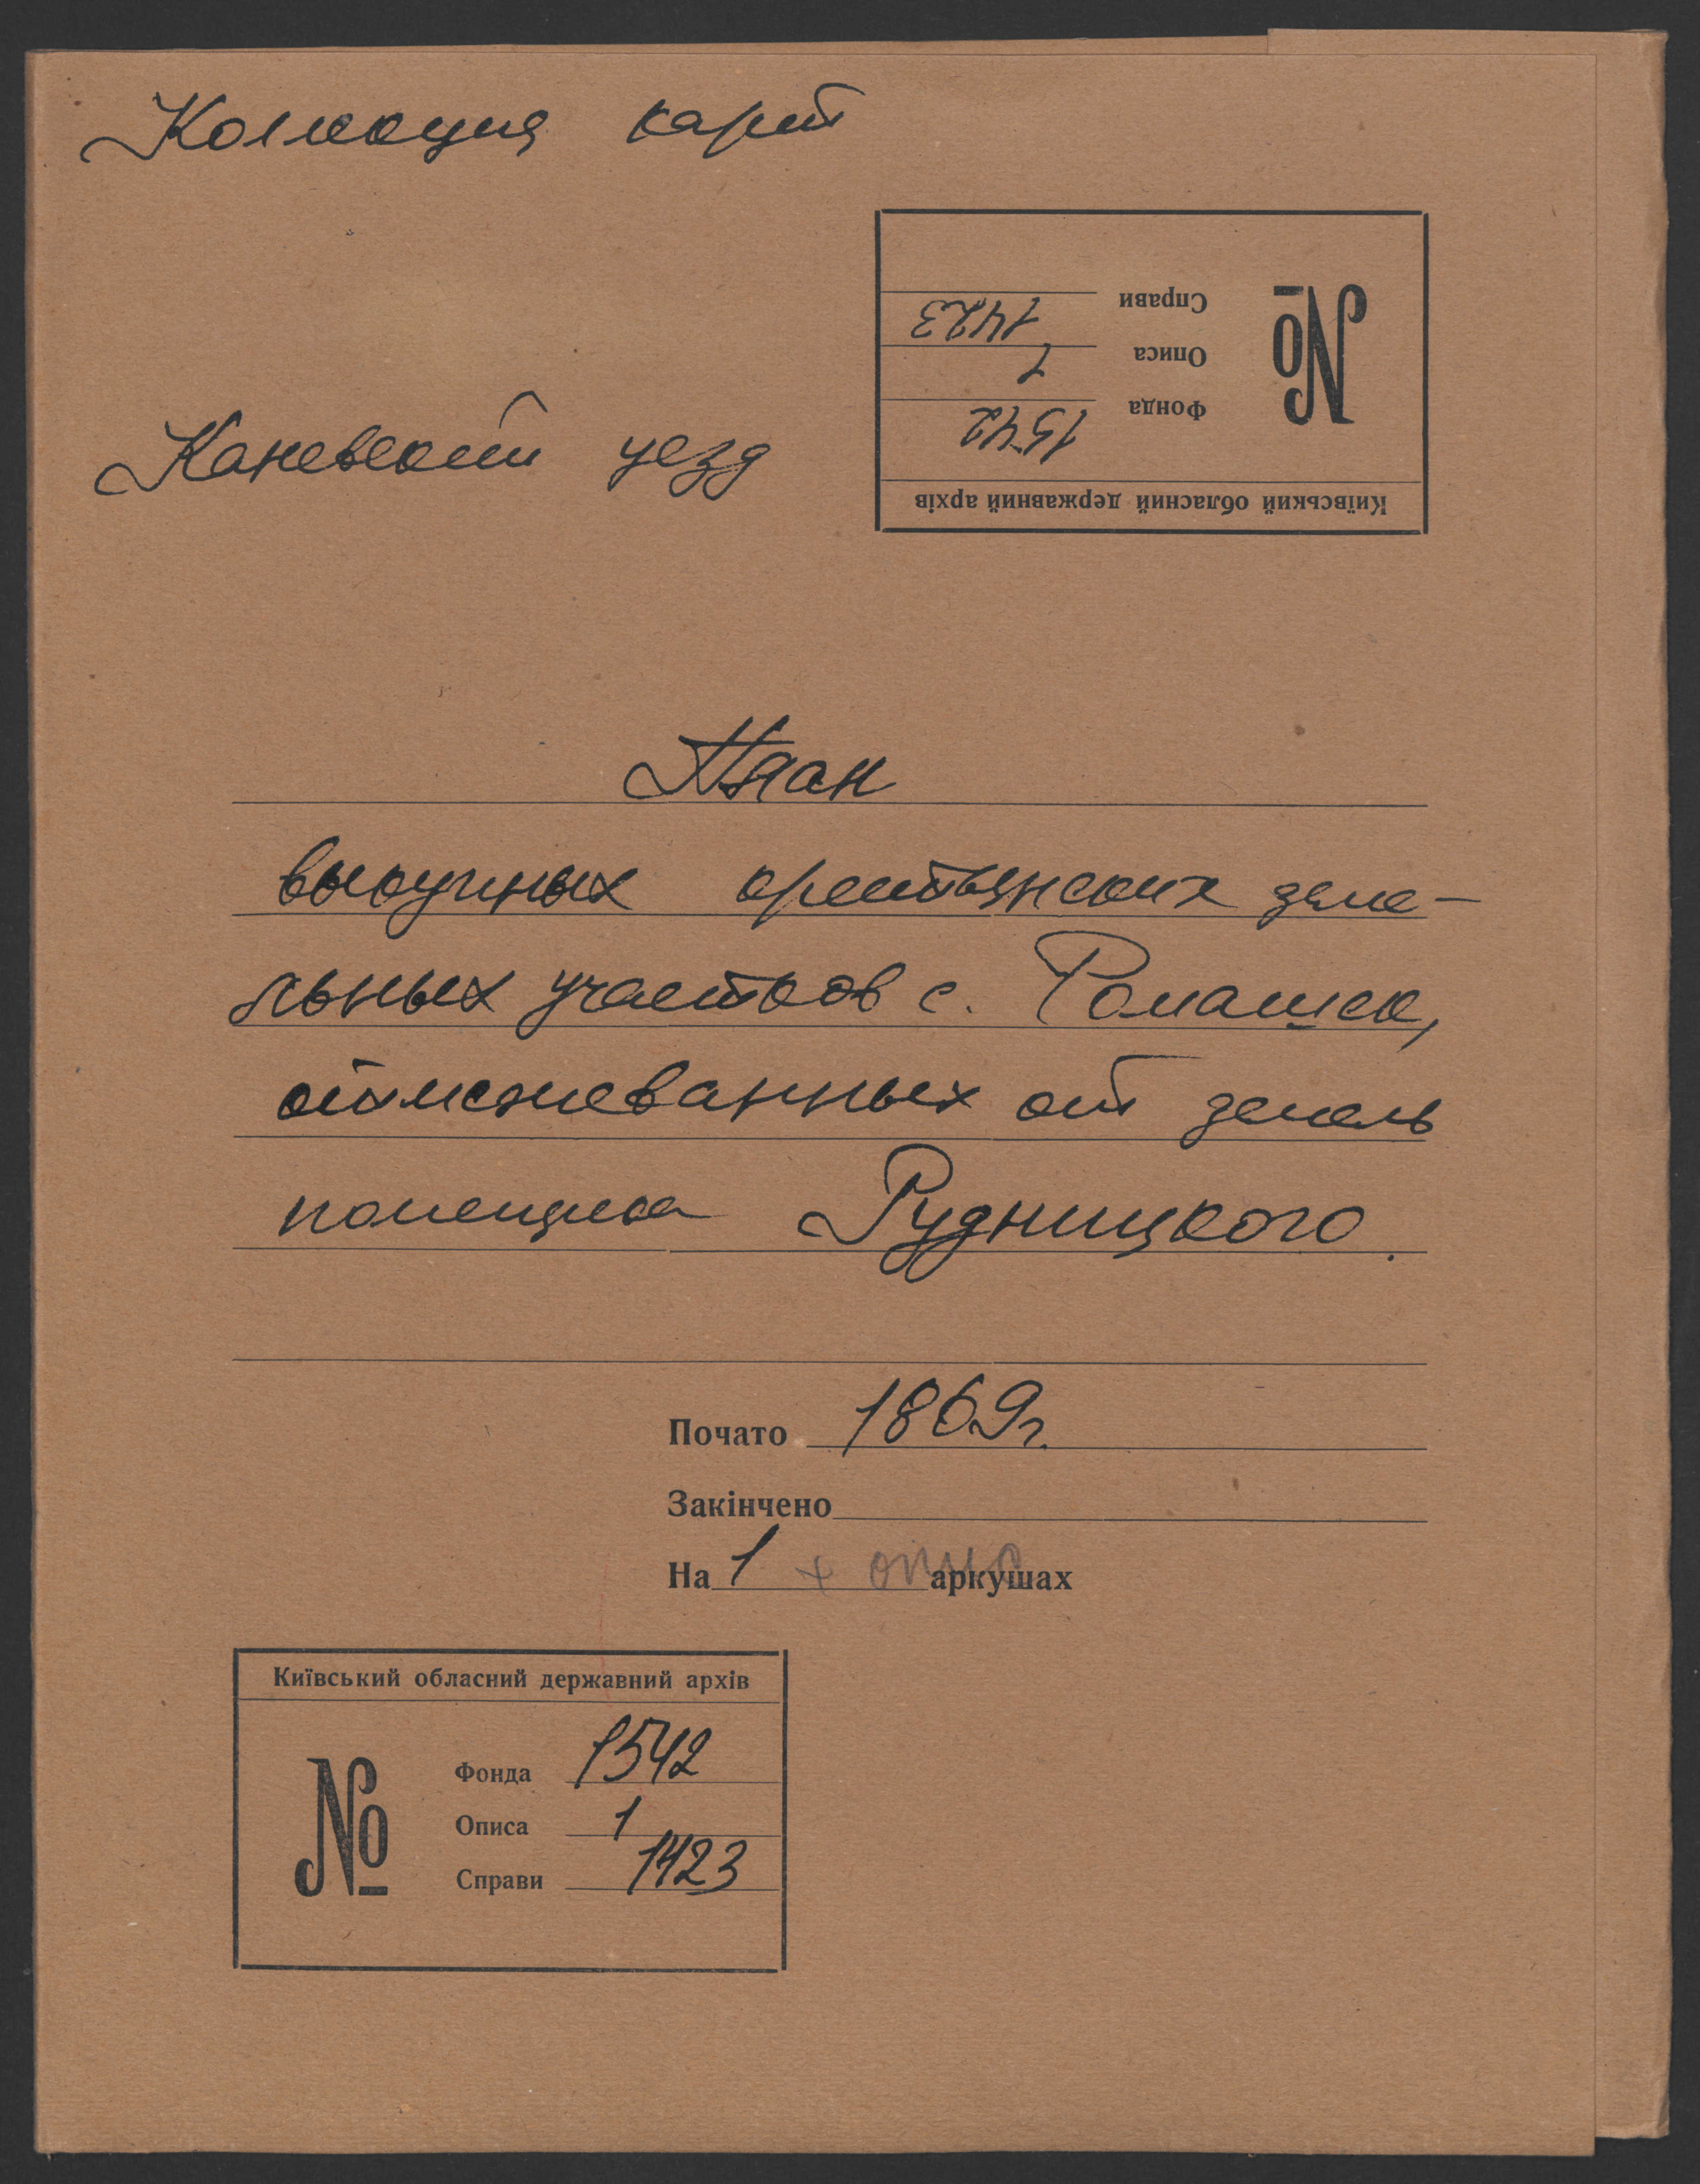 Коллекция карт
Каневский уезд
Київський обласний державний архів
№
Фонда 1542
Описа 1
Справи 1423
План
выкупных крестьянских земе-
льных участков с. Ромашек,
отмежеванных от земель
помещика Рудницкого.
Почато 1869г.
Закінчено
На 1 + опис аркушах
Київський обласний державний архів
№
Фонда 1542
Описа 1
Справи 1423